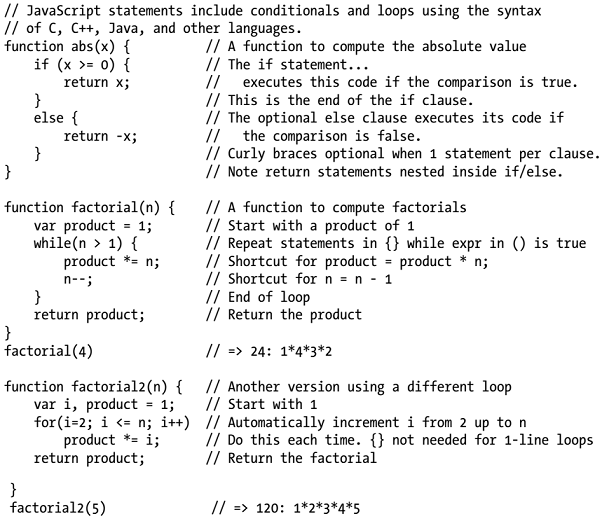 // JavaScript statements include conditionals and loops using the syntax
// of C, C++, Java, and other languages.
function abs(x) {          // A function to compute the absolute value
    if (x >= 0) {          // The if statement...
        return x;          //   executes this code if the comparison is true.
    }                      // This is the end of the if clause.
    else {                 // The optional else clause executes its code if
        return -x;         //   the comparison is false.
    }                      // Curly braces optional when 1 statement per clause.
}                          // Note return statements nested inside if/else.

function factorial(n) {    // A function to compute factorials
    var product = 1;       // Start with a product of 1
    while(n > 1) {         // Repeat statements in {} while expr in () is true
        product *= n;      // Shortcut for product = product * n;
        n--;               // Shortcut for n = n - 1
    }                      // End of loop
    return product;        // Return the product
}
factorial(4)               // => 24: 1*4*3*2

function factorial2(n) {   // Another version using a different loop
    var i, product = 1;    // Start with 1
    for(i=2; i <= n; i++)  // Automatically increment i from 2 up to n
        product *= i;      // Do this each time. {} not needed for 1-line loops
    return product;        // Return the factorial

}
factorial2(5)              // => 120: 1*2*3*4*5